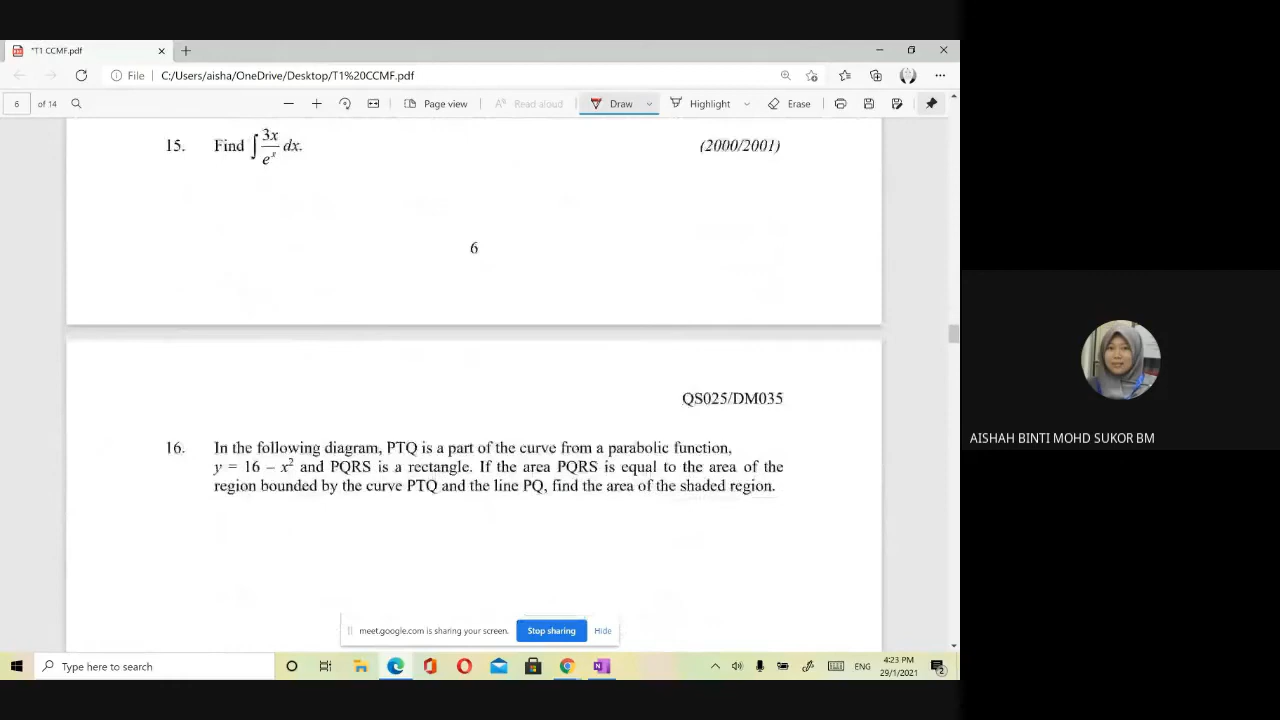 *T1 CCMF.pdf
File C:/Users/aisha/OneDrive/Desktop/T1%20CCMF.pdf
6 of 14 Page view Read aloud Draw Highlight Erase
15. Find ∫ 3x/eˣ dx. (2000/2001)
6
QS025/DM035
16. In the following diagram, PTQ is a part of the curve from a parabolic function,
y = 16 − x² and PQRS is a rectangle. If the area PQRS is equal to the area of the
region bounded by the curve PTQ and the line PQ, find the area of the shaded region.
meet.google.com is sharing your screen. Stop sharing Hide
AISHAH BINTI MOHD SUKOR BM
Type here to search
ENG
4:23 PM
29/1/2021
2